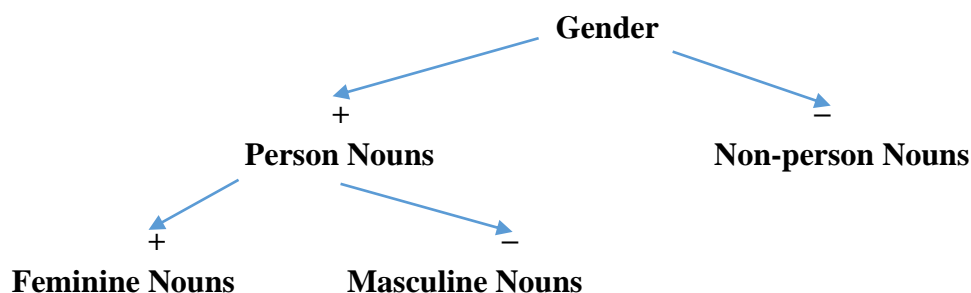 Gender
+ −
Person Nouns Non-person Nouns
+ −
Feminine Nouns Masculine Nouns